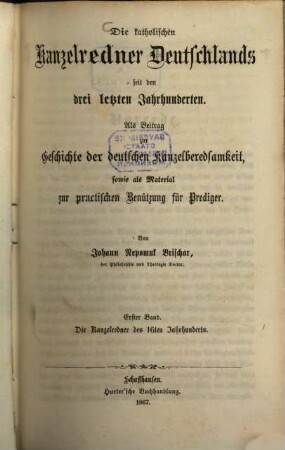 Die katholischen
Kanzelredner Deutschlands
seit den
drei letzten Jahrhunderten.
Als Beitrag
zur
Geschichte der deutschen Kanzelberedsamkeit,
sowie als Material
zur practischen Benützung für Prediger.
Von
Johann Nepomuk Brischar,
der Philosophie und Theologie Doctor.
Erster Band.
Die Kanzelredner des 16ten Jahrhunderts.
Schaffhausen.
Hurter'sche Buchhandlung.
1867.